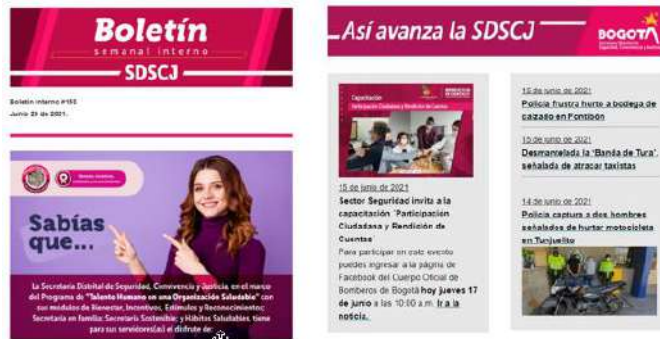 Boletín
semanal interno
SDSCJ
Boletín interno #155
Junio 21 de 2021.
Sabías
que...
La Secretaría Distrital de Seguridad, Convivencia y Justicia, en el marco
del Programa de "Talento Humano en una Organización Saludable" con
sus módulos de Bienestar, Incentivos, Estímulos y Reconocimientos;
Secretaría en Familia; Secretaría Sostenible; y Hábitos Saludables, tiene
para sus servidores(as) el disfrute de:
Así avanza la SDSCJ
BOGOTÁ
Capacitación
Participación Ciudadana y Rendición de Cuentas
15 de junio de 2021
Sector Seguridad invita a la
capacitación 'Participación
Ciudadana y Rendición de
Cuentas'
Para participar en este evento
puedes ingresar a la página de
Facebook del Cuerpo Oficial de
Bomberos de Bogotá hoy jueves 17
de junio a las 10:00 a.m. Ir a la
noticia.
15 de junio de 2021
Policía frustra hurto a bodega de
calzado en Fontibón
15 de junio de 2021
Desmantelada la 'Banda de Tura',
señalada de atracar taxistas
14 de junio de 2021
Policía captura a dos hombres
señalados de hurtar motocicleta
en Tunjuelito